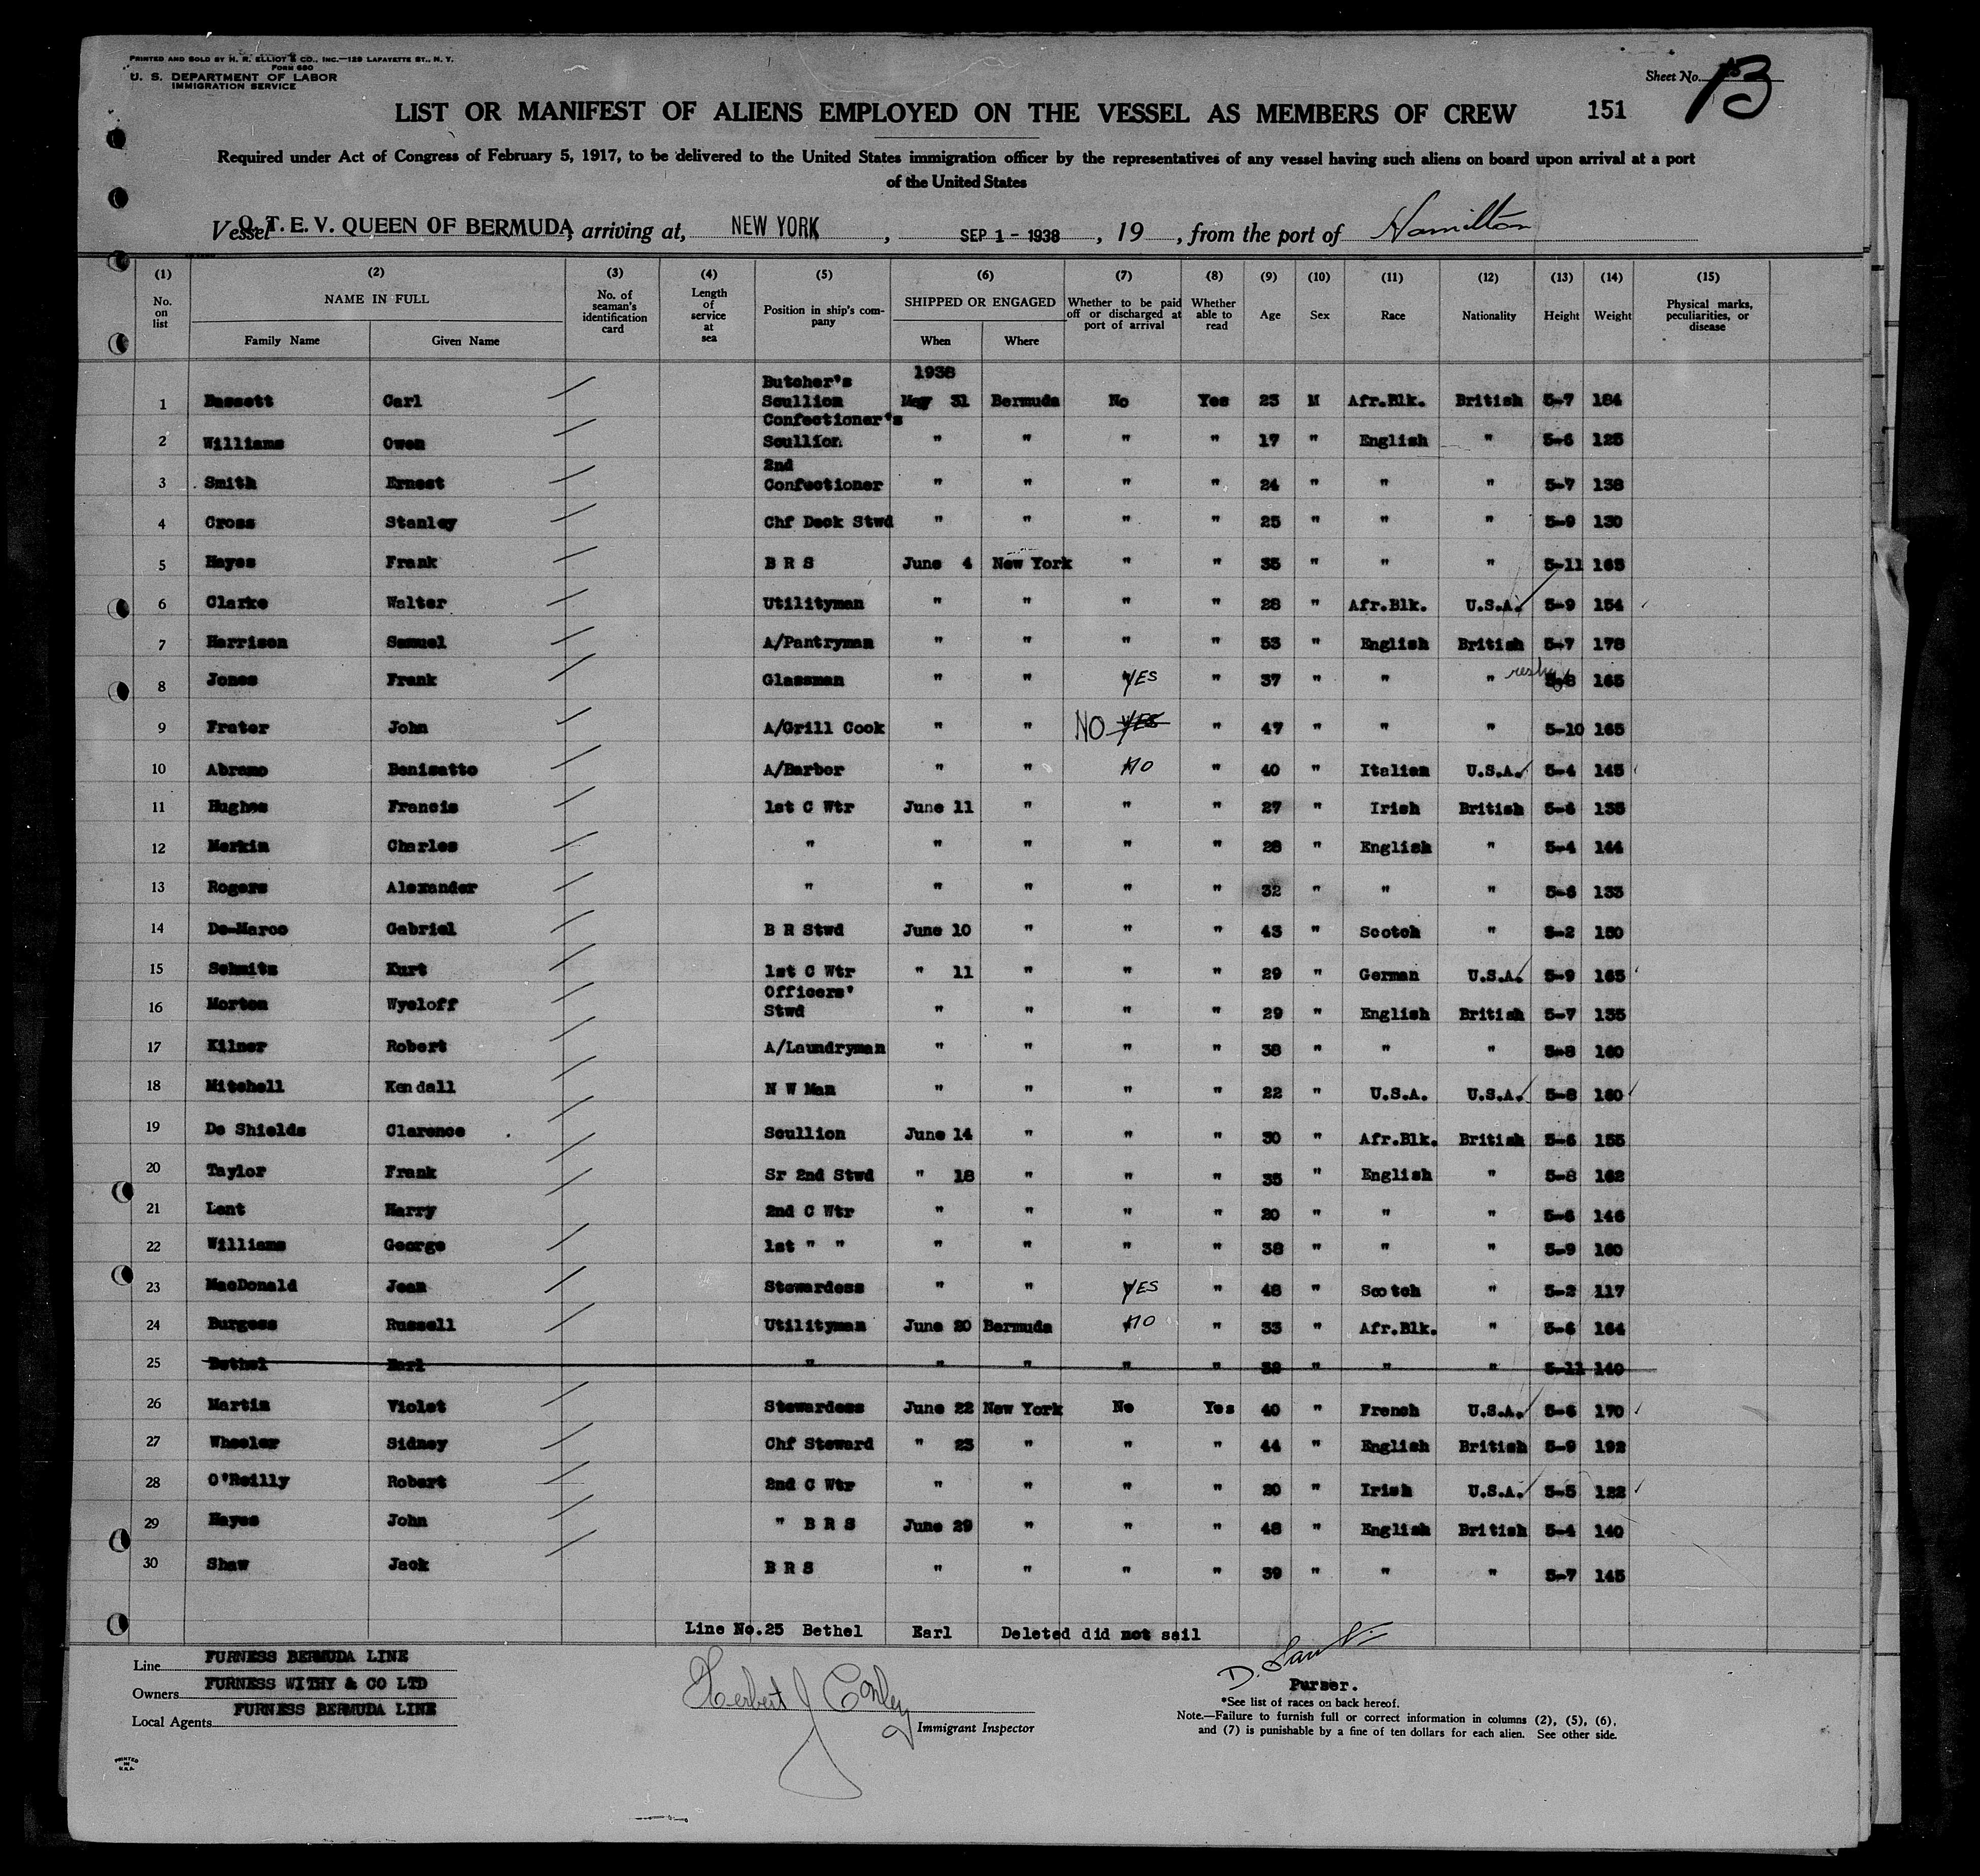 PRINTED AND SOLD BY H. R. ELLIOT & CO., INC.—129 LAFAYETTE ST., N. Y.
FORM 680
U. S. DEPARTMENT OF LABOR
IMMIGRATION SERVICE
Sheet No. 13
LIST OR MANIFEST OF ALIENS EMPLOYED ON THE VESSEL AS MEMBERS OF CREW 151
Required under Act of Congress of February 5, 1917, to be delivered to the United States immigration officer by the representatives of any vessel having such aliens on board upon arrival at a port
of the United States
Vessel Q. T. E. V. QUEEN OF BERMUDA, arriving at, NEW YORK, SEP 1 - 1938, 19 , from the port of Hamilton
(1) (2) (3) (4) (5) (6) (7) (8) (9) (10) (11) (12) (13) (14) (15)
No. on list NAME IN FULL Family Name Given Name No. of seaman's identification card Length of service at sea Position in ship's company SHIPPED OR ENGAGED When Where Whether to be paid off or discharged at port of arrival Whether able to read Age Sex Race Nationality Height Weight Physical marks, peculiarities, or disease
1938
1 Bassett Carl Butcher's Scullion May 31 Bermuda No Yes 23 M Afr.Blk. British 5-7 184
2 Williams Owen Confectioner's Scullion " " " " 17 " English " 5-6 125
3 Smith Ernest 2nd Confectioner " " " " 24 " " " 5-7 138
4 Cross Stanley Chf Deck Stwd " " " " 25 " " " 5-9 130
5 Hayes Frank B R S June 4 New York " " 35 " " " 5-11 165
6 Clarke Walter Utilityman " " " " 28 " Afr.Blk. U.S.A. 5-9 154
7 Harrison Samuel A/Pantryman " " " " 53 " English British 5-7 178
8 Jones Frank Glassman " " YES " 37 " " " 5-8 165
9 Frater John A/Grill Cook " " NO YES " 47 " " " 5-10 165
10 Abramo Benisatto A/Barber " " NO " 40 " Italian U.S.A. 5-4 145
11 Hughes Francis 1st C Wtr June 11 " " " 27 " Irish British 5-6 135
12 Merkin Charles " " " " " 28 " English " 5-4 144
13 Rogers Alexander " " " " " 32 " " " 5-6 133
14 De-Marco Gabriel B R Stwd June 10 " " " 43 " Scotch " 5-2 150
15 Schmitz Kurt 1st C Wtr " 11 " " " 29 " German U.S.A. 5-9 165
16 Morton Wycloff Officers' Stwd " " " " 29 " English British 5-7 135
17 Kilner Robert A/Laundryman " " " " 38 " " " 5-8 160
18 Mitchell Kendall N W Man " " " " 22 " U.S.A. U.S.A. 5-8 160
19 De Shields Clarence Scullion June 14 " " " 30 " Afr.Blk. British 5-6 155
20 Taylor Frank Sr 2nd Stwd " 18 " " " 35 " English " 5-8 162
21 Lent Harry 2nd C Wtr " " " " 20 " " " 5-6 146
22 Williams George 1st " " " " " " 38 " " " 5-9 160
23 MacDonald Jean Stewardess " " YES " 48 " Scotch " 5-2 117
24 Burgess Russell Utilityman June 20 Bermuda NO " 33 " Afr.Blk. " 5-6 164
25 Bethel Earl " " " " " " " " 5-11 140
26 Martin Violet Stewardess June 22 New York No Yes 40 " French U.S.A. 5-6 170
27 Wheeler Sidney Chf Steward " 23 " " " 44 " English British 5-9 192
28 O'Reilly Robert 2nd C Wtr " " " " 20 " Irish U.S.A. 5-5 122
29 Hayes John " B R S June 29 " " " 48 " English British 5-4 140
30 Shaw Jack B R S " " " " 39 " " " 5-7 145
Line No.25 Bethel Earl Deleted did not sail
Line FURNESS BERMUDA LINE
Owners FURNESS WITHY & CO LTD
Local Agents FURNESS BERMUDA LINE
Herbert J Conley
Immigrant Inspector
D.
Purser.
*See list of races on back hereof.
Note.—Failure to furnish full or correct information in columns (2), (5), (6),
and (7) is punishable by a fine of ten dollars for each alien. See other side.
PRINTED
IN
U.S.A.